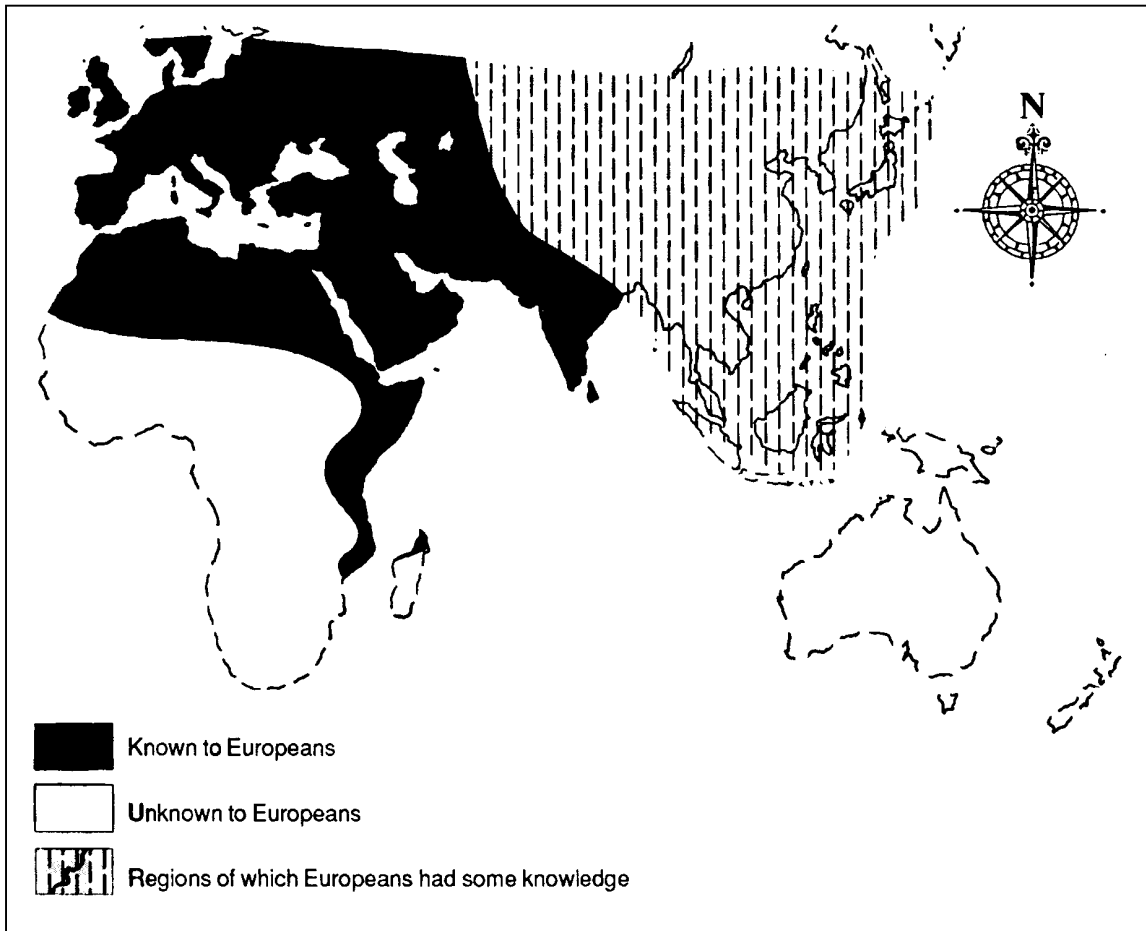 N
Known to Europeans
Unknown to Europeans
Regions of which Europeans had some knowledge